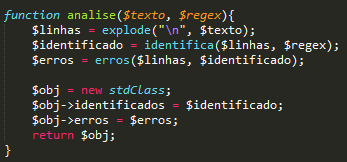 function analise($texto, $regex){
    $linhas = explode("\n", $texto);
    $identificado = identifica($linhas, $regex);
    $erros = erros($linhas, $identificado);

    $obj = new stdClass;
    $obj->identificados = $identificado;
    $obj->erros = $erros;
    return $obj;
}